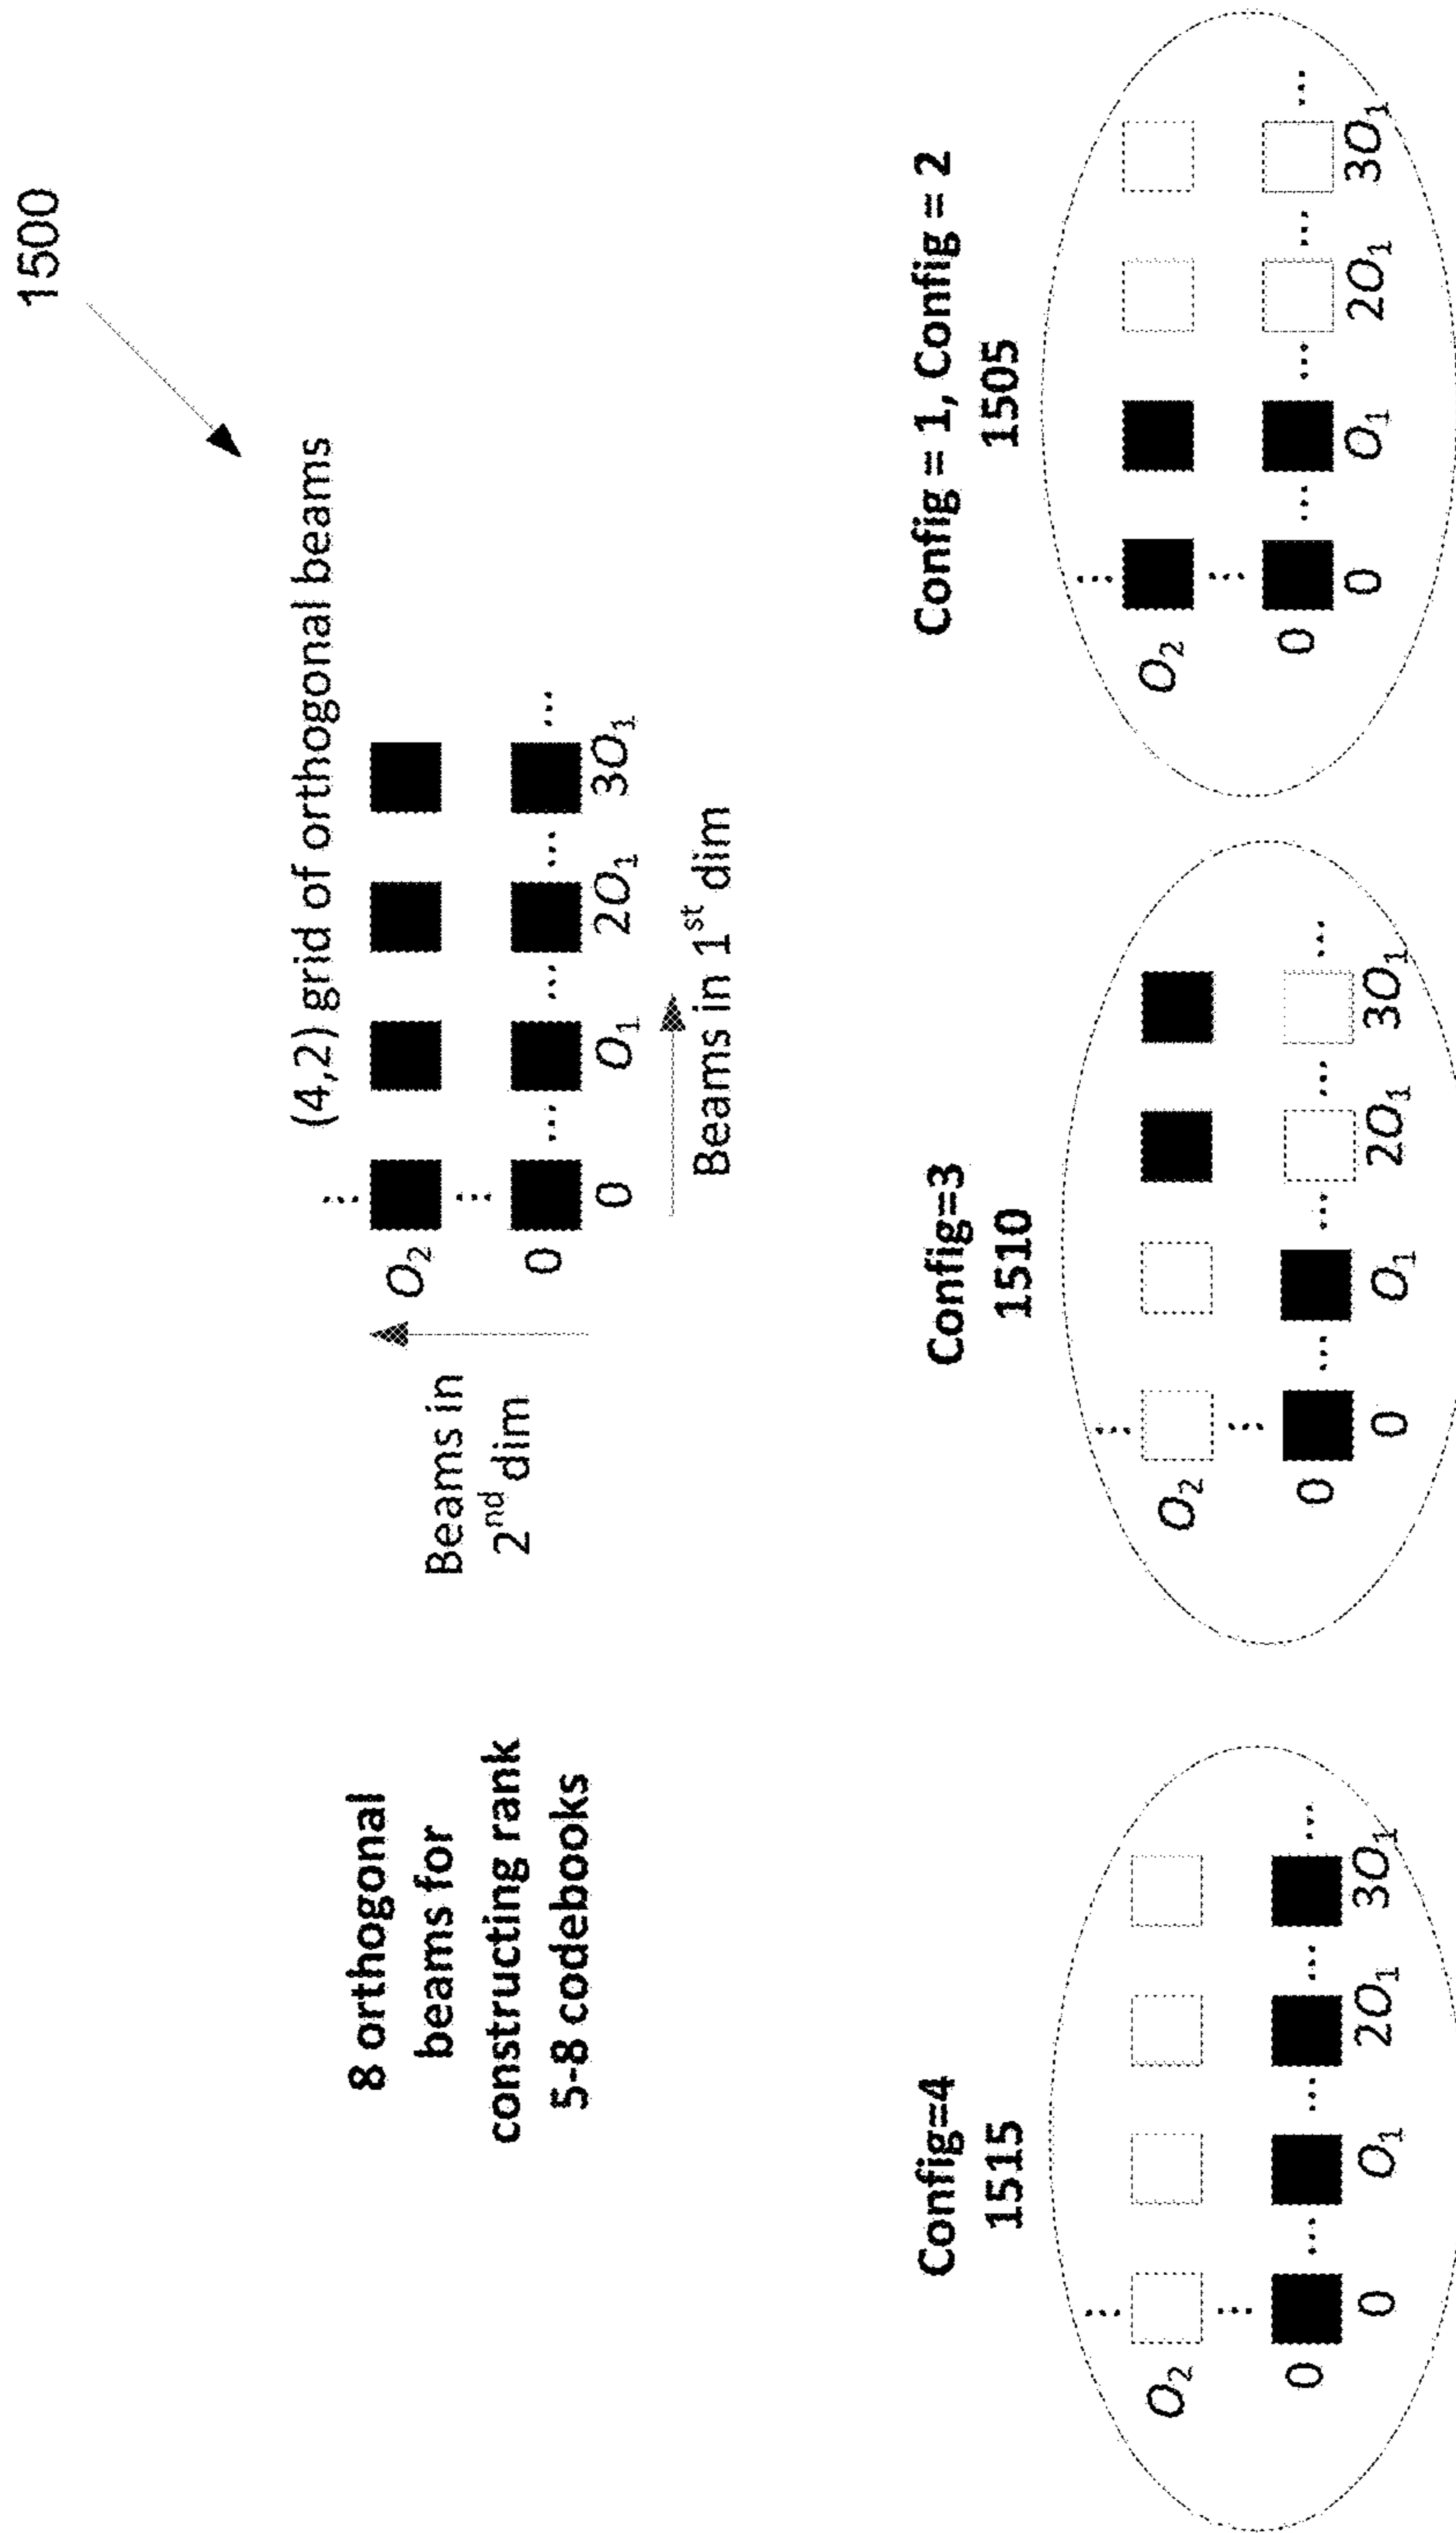 1500
8 orthogonal
beams for
constructing rank
5-8 codebooks
(4,2) grid of orthogonal beams
⋮
O₂
⋮
0 ... ... ... ...
0 O₁ 2O₁ 3O₁
Beams in
2ⁿᵈ dim
Beams in 1ˢᵗ dim
Config=4
1515
⋮
O₂
⋮
0 ... ... ... ...
0 O₁ 2O₁ 3O₁
Config=3
1510
⋮
O₂
⋮
0 ... ... ... ...
0 O₁ 2O₁ 3O₁
Config = 1, Config = 2
1505
⋮
O₂
⋮
0 ... ... ... ...
0 O₁ 2O₁ 3O₁